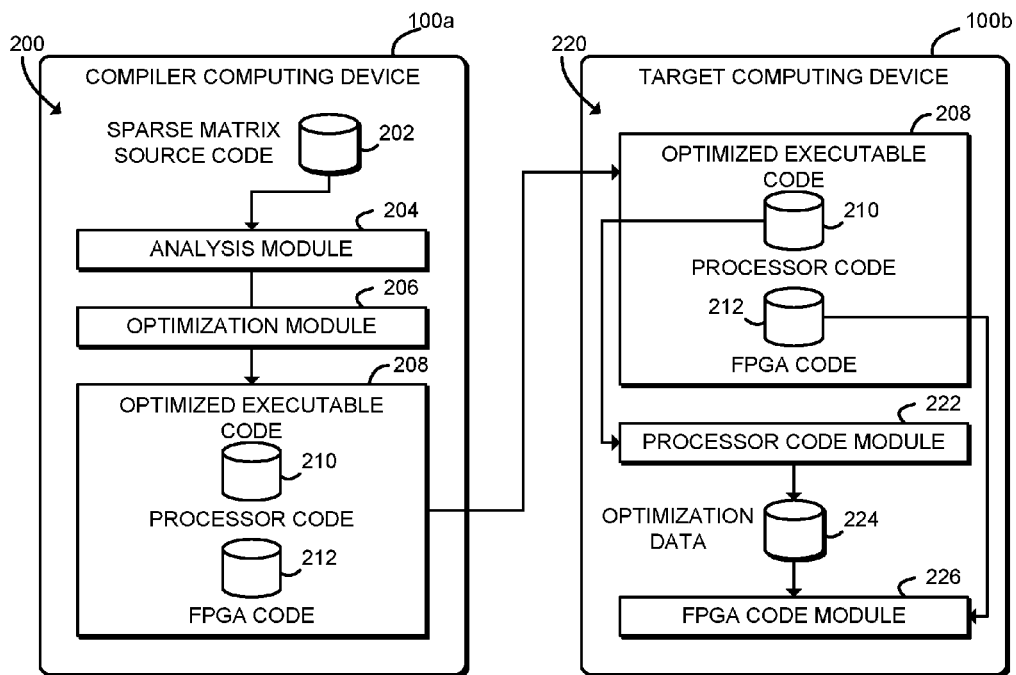 100a
200
COMPILER COMPUTING DEVICE
SPARSE MATRIX
SOURCE CODE
202
204
ANALYSIS MODULE
206
OPTIMIZATION MODULE
208
OPTIMIZED EXECUTABLE
CODE
210
PROCESSOR CODE
212
FPGA CODE
100b
220
TARGET COMPUTING DEVICE
208
OPTIMIZED EXECUTABLE
CODE
210
PROCESSOR CODE
212
FPGA CODE
222
PROCESSOR CODE MODULE
OPTIMIZATION
DATA
224
226
FPGA CODE MODULE